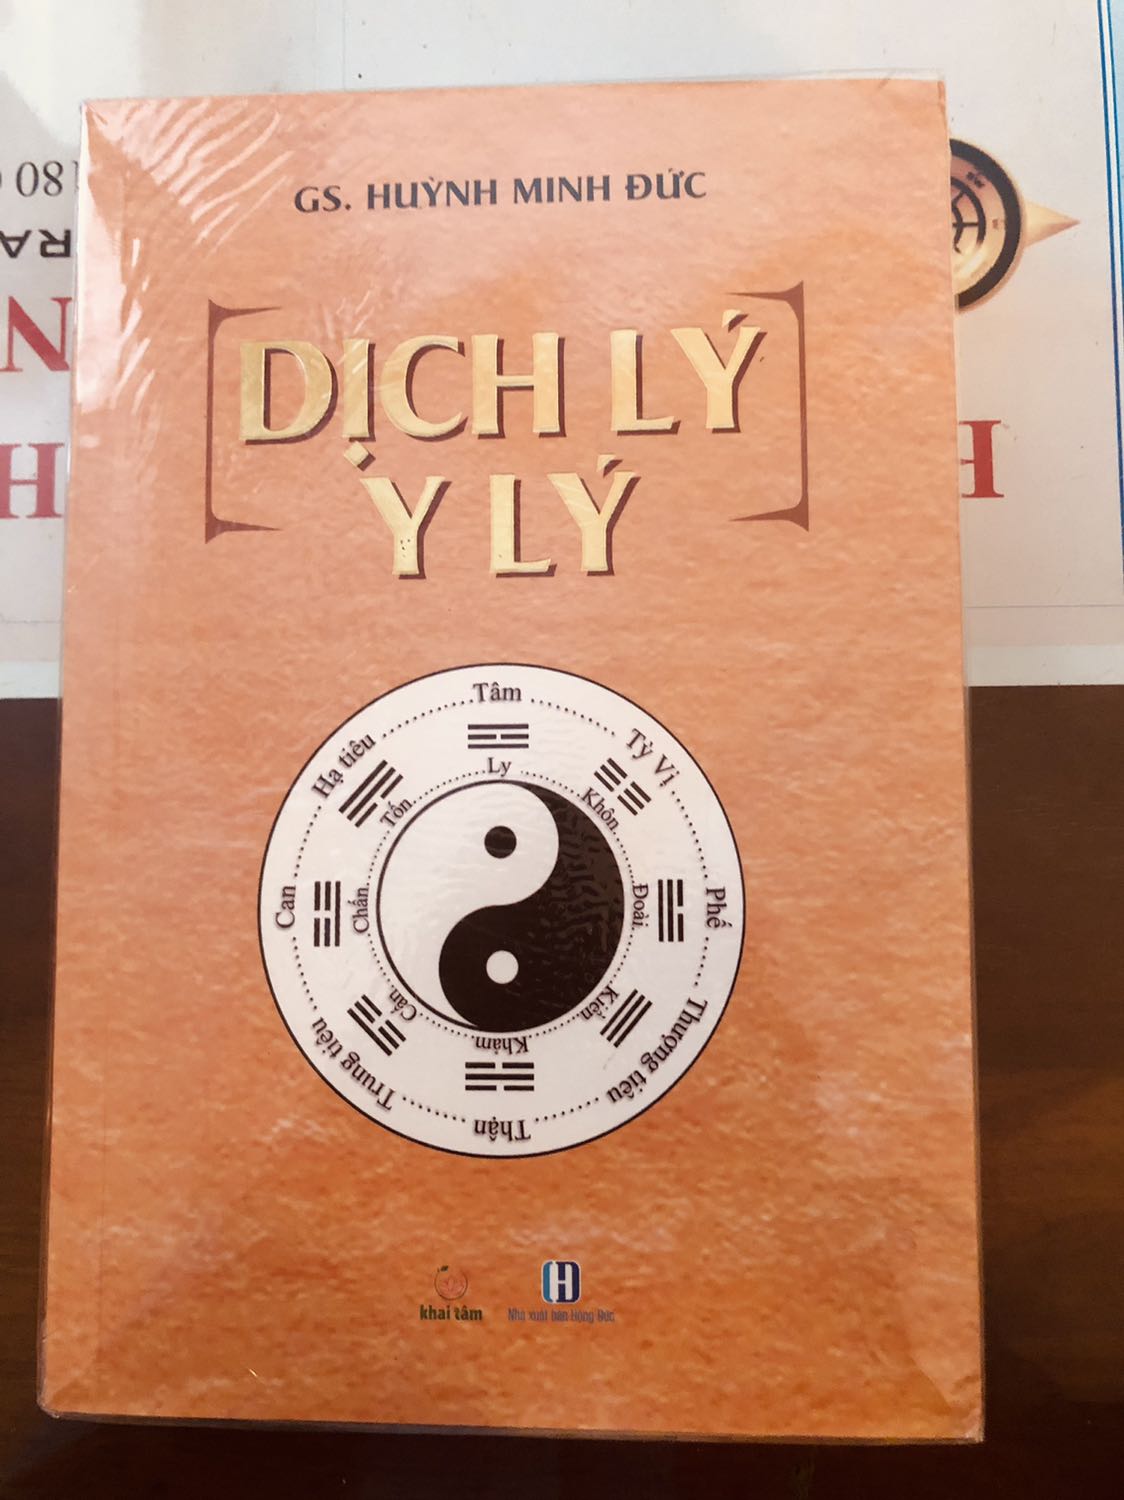 GS. HUỲNH MINH ĐỨC
DỊCH LÝ
Y LÝ
Tâm
Tỳ Vị
Phế
Thượng tiêu
Thận
Trung tiêu
Can
Hạ tiêu
Ly
Khôn
Đoài
Kiền
Khảm
Cấn
Chấn
Tốn
khai tâm
Nhà xuất bản Hồng Đức